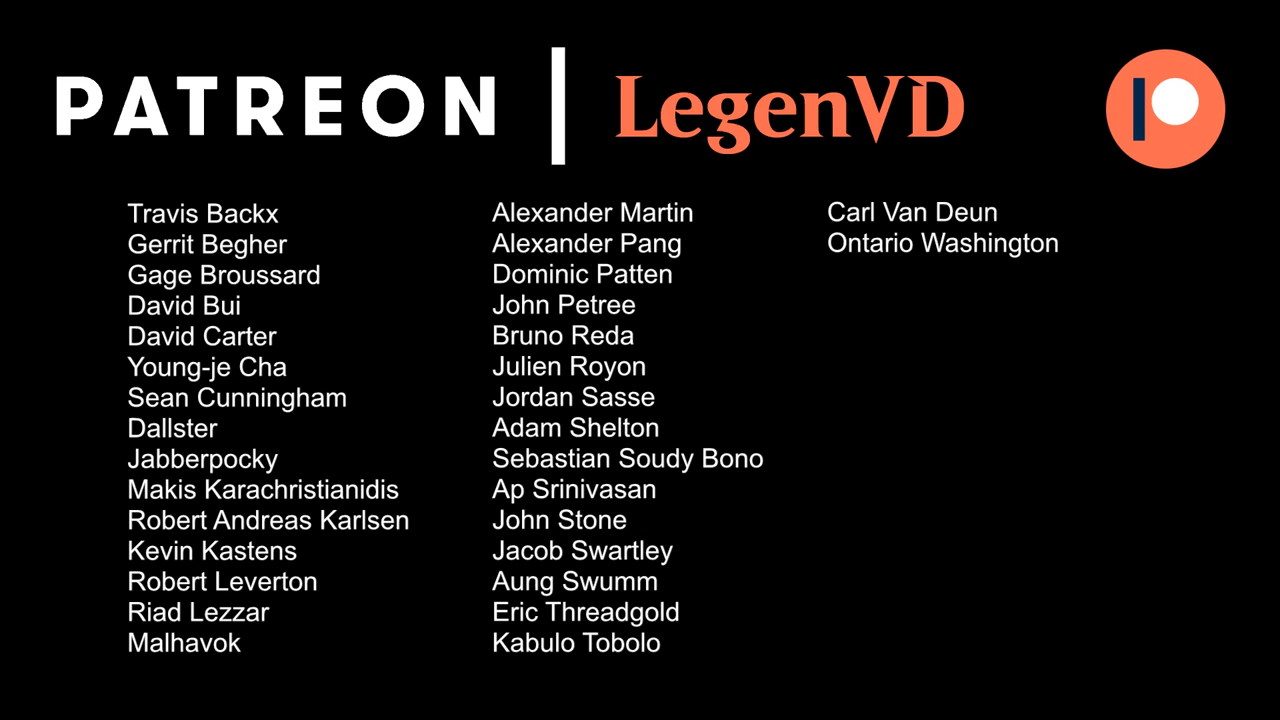 PATREON | LegenVD
Travis Backx
Gerrit Begher
Gage Broussard
David Bui
David Carter
Young-je Cha
Sean Cunningham
Dallster
Jabberpocky
Makis Karachristianidis
Robert Andreas Karlsen
Kevin Kastens
Robert Leverton
Riad Lezzar
Malhavok
Alexander Martin
Alexander Pang
Dominic Patten
John Petree
Bruno Reda
Julien Royon
Jordan Sasse
Adam Shelton
Sebastian Soudy Bono
Ap Srinivasan
John Stone
Jacob Swartley
Aung Swumm
Eric Threadgold
Kabulo Tobolo
Carl Van Deun
Ontario Washington